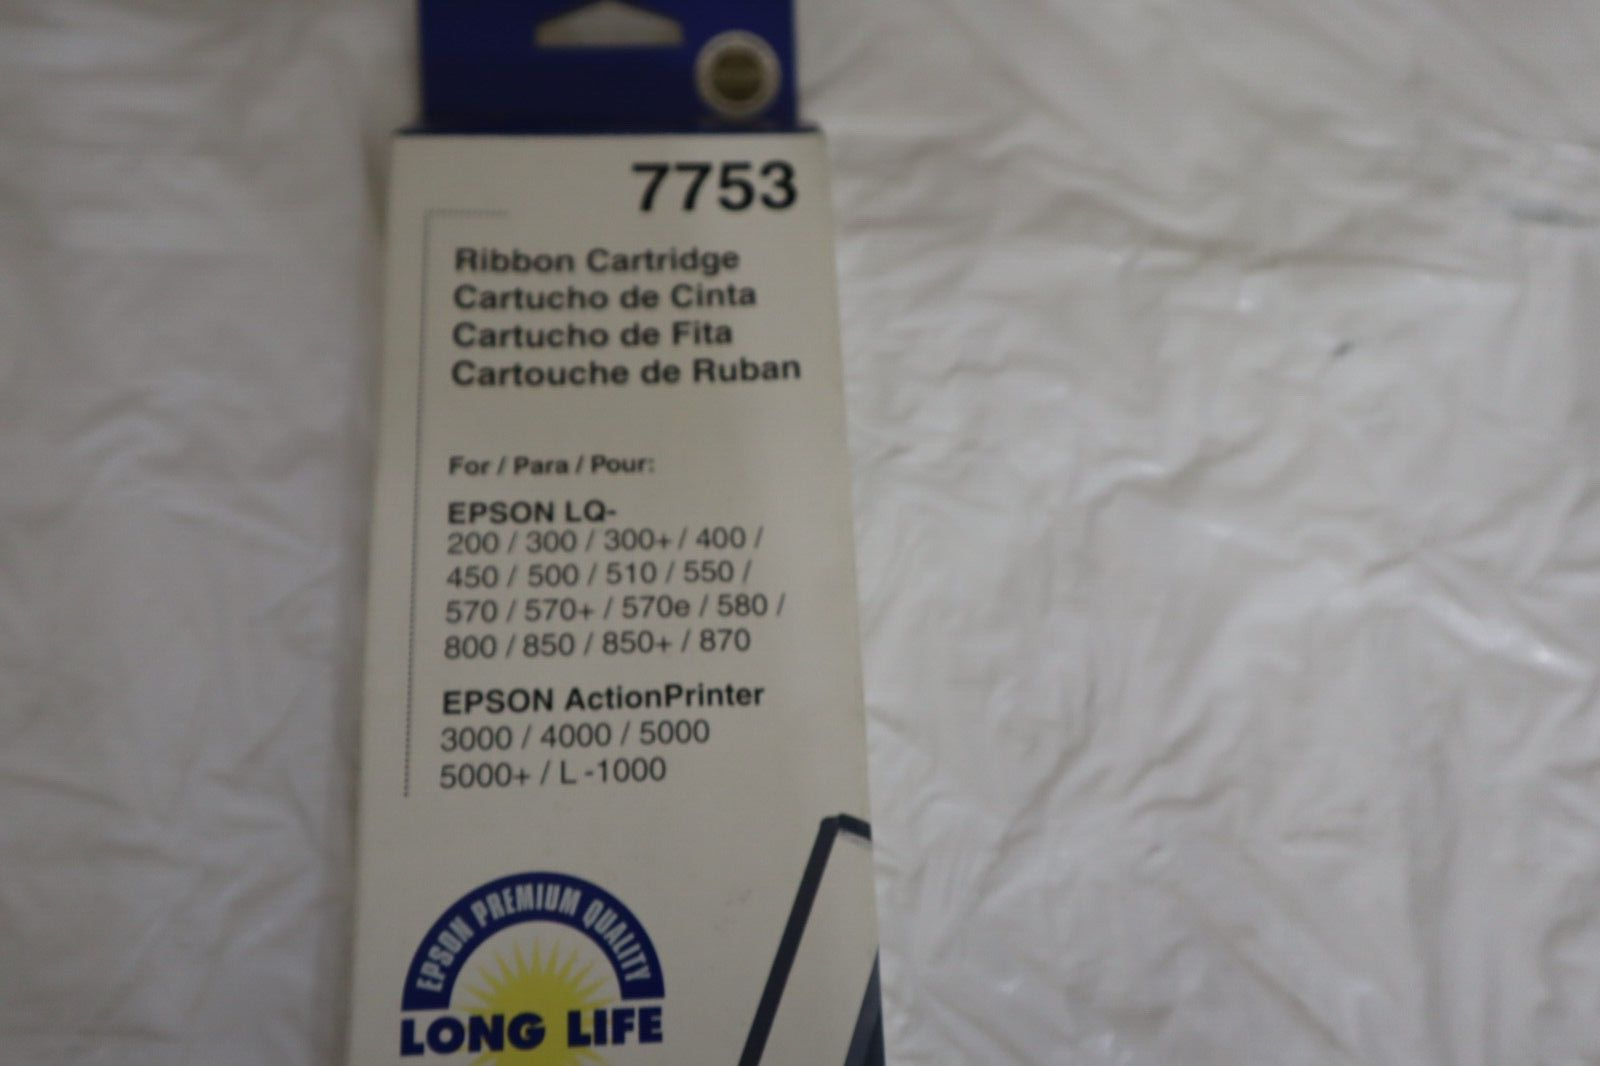 7753
Ribbon Cartridge
Cartucho de Cinta
Cartucho de Fita
Cartouche de Ruban
For / Para / Pour:
EPSON LQ-
200 / 300 / 300+ / 400 /
450 / 500 / 510 / 550 /
570 / 570+ / 570e / 580 /
800 / 850 / 850+ / 870
EPSON ActionPrinter
3000 / 4000 / 5000
5000+ / L -1000
EPSON PREMIUM QUALITY
LONG LIFE